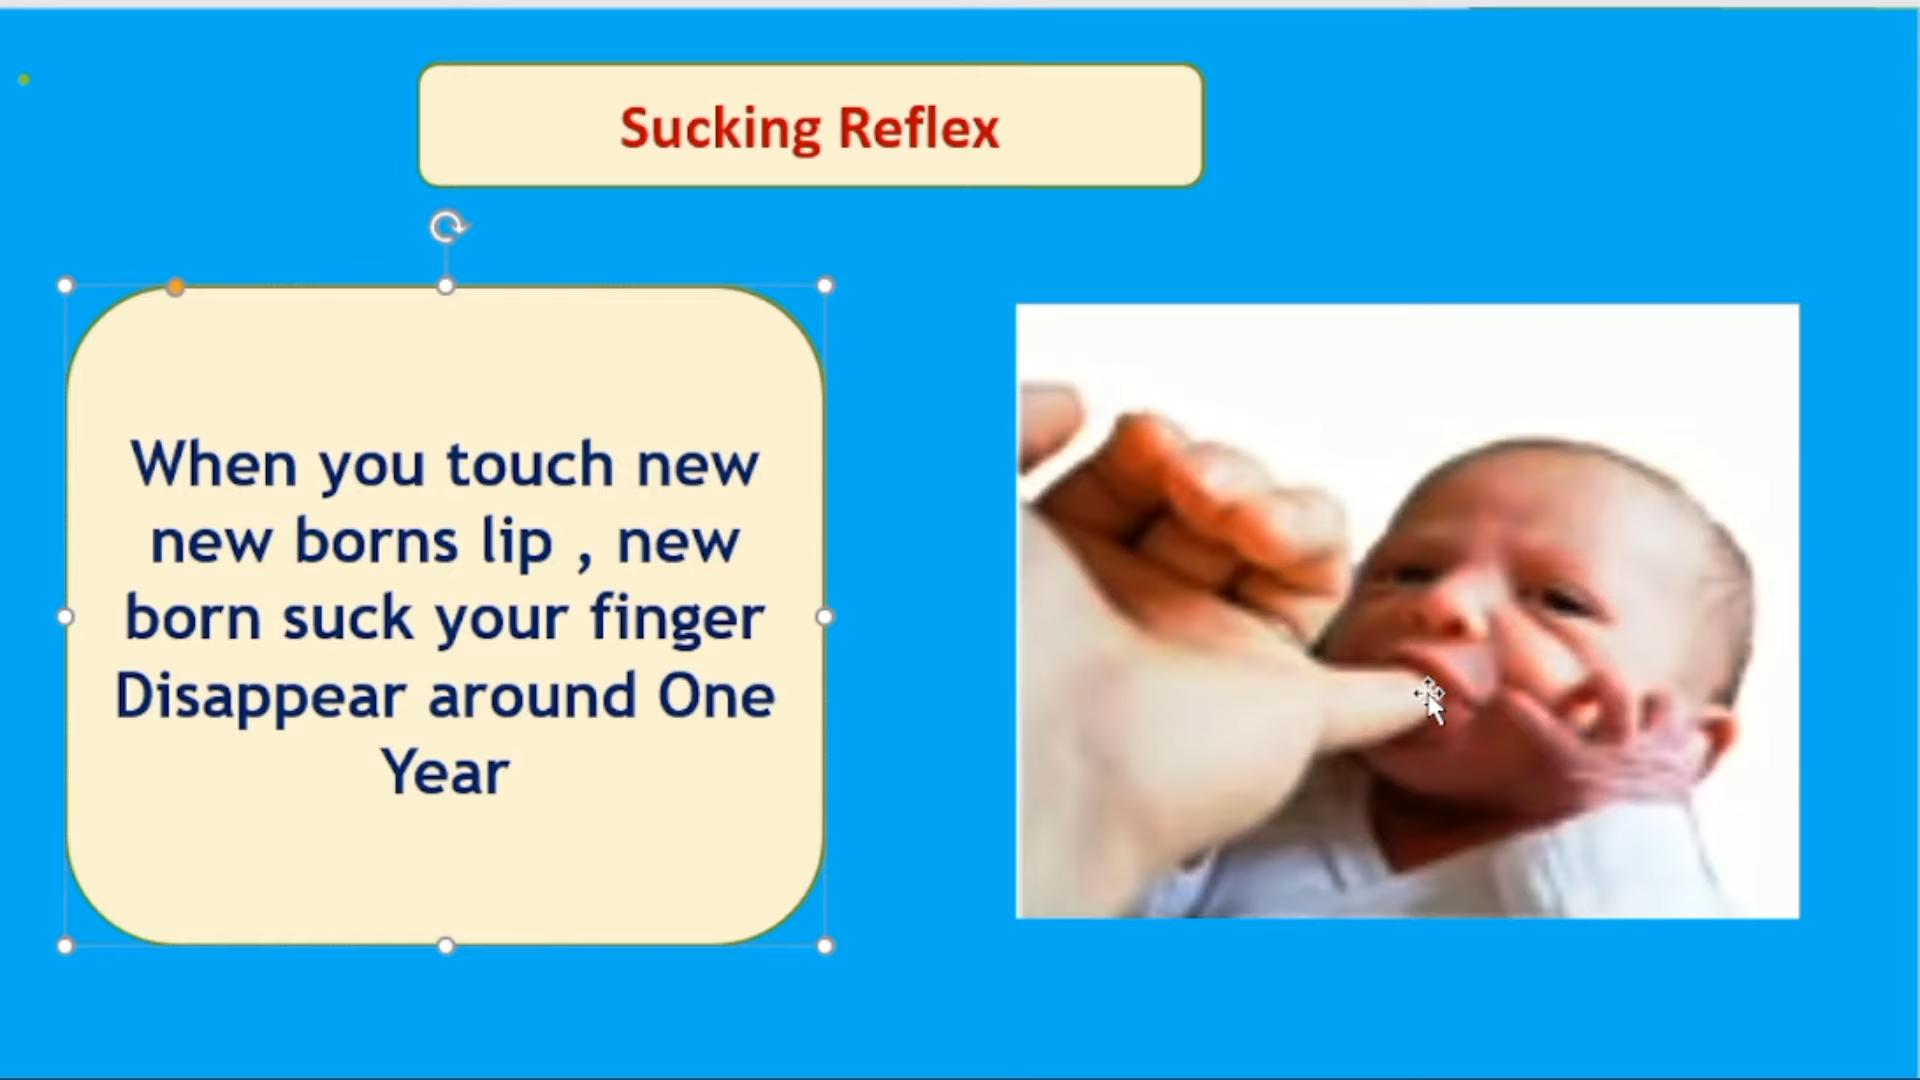 Sucking Reflex
When you touch new
new borns lip , new
born suck your finger
Disappear around One
Year